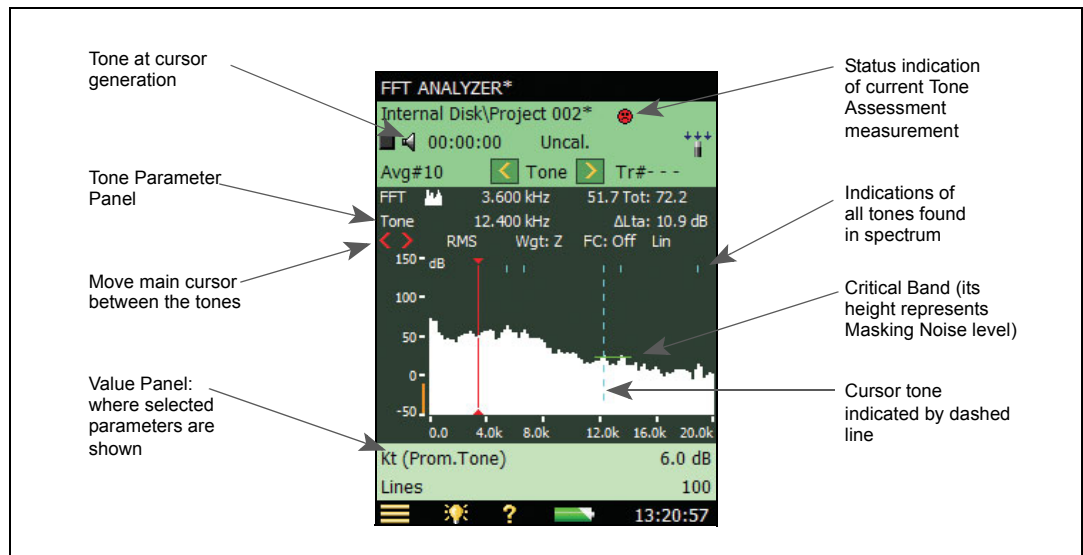 Tone at cursor
generation
Tone Parameter
Panel
Move main cursor
between the tones
Value Panel:
where selected
parameters are
shown
FFT ANALYZER*
Internal Disk\Project 002*
00:00:00 Uncal.
Avg#10 < Tone > Tr#- - -
FFT 3.600 kHz 51.7 Tot: 72.2
Tone 12.400 kHz ΔLta: 10.9 dB
< > RMS Wgt: Z FC: Off Lin
150 dB
100
50
0
-50
0.0 4.0k 8.0k 12.0k 16.0k 20.0k
Kt (Prom.Tone) 6.0 dB
Lines 100
? 13:20:57
Status indication
of current Tone
Assessment
measurement
Indications of
all tones found
in spectrum
Critical Band (its
height represents
Masking Noise level)
Cursor tone
indicated by dashed
line